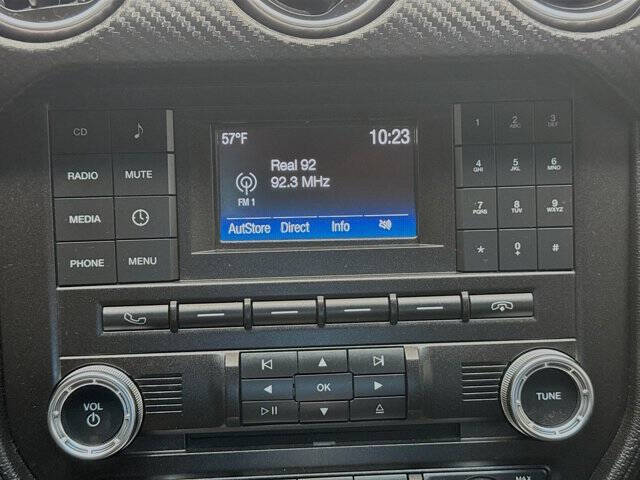 CD
RADIO MUTE
MEDIA
PHONE MENU
57°F 10:23
Real 92
92.3 MHz
FM 1
AutStore Direct Info
1 2 ABC 3 DEF
4 GHI 5 JKL 6 MNO
7 PQRS 8 TUV 9 WXYZ
* 0 + #
VOL
OK
TUNE
MAX